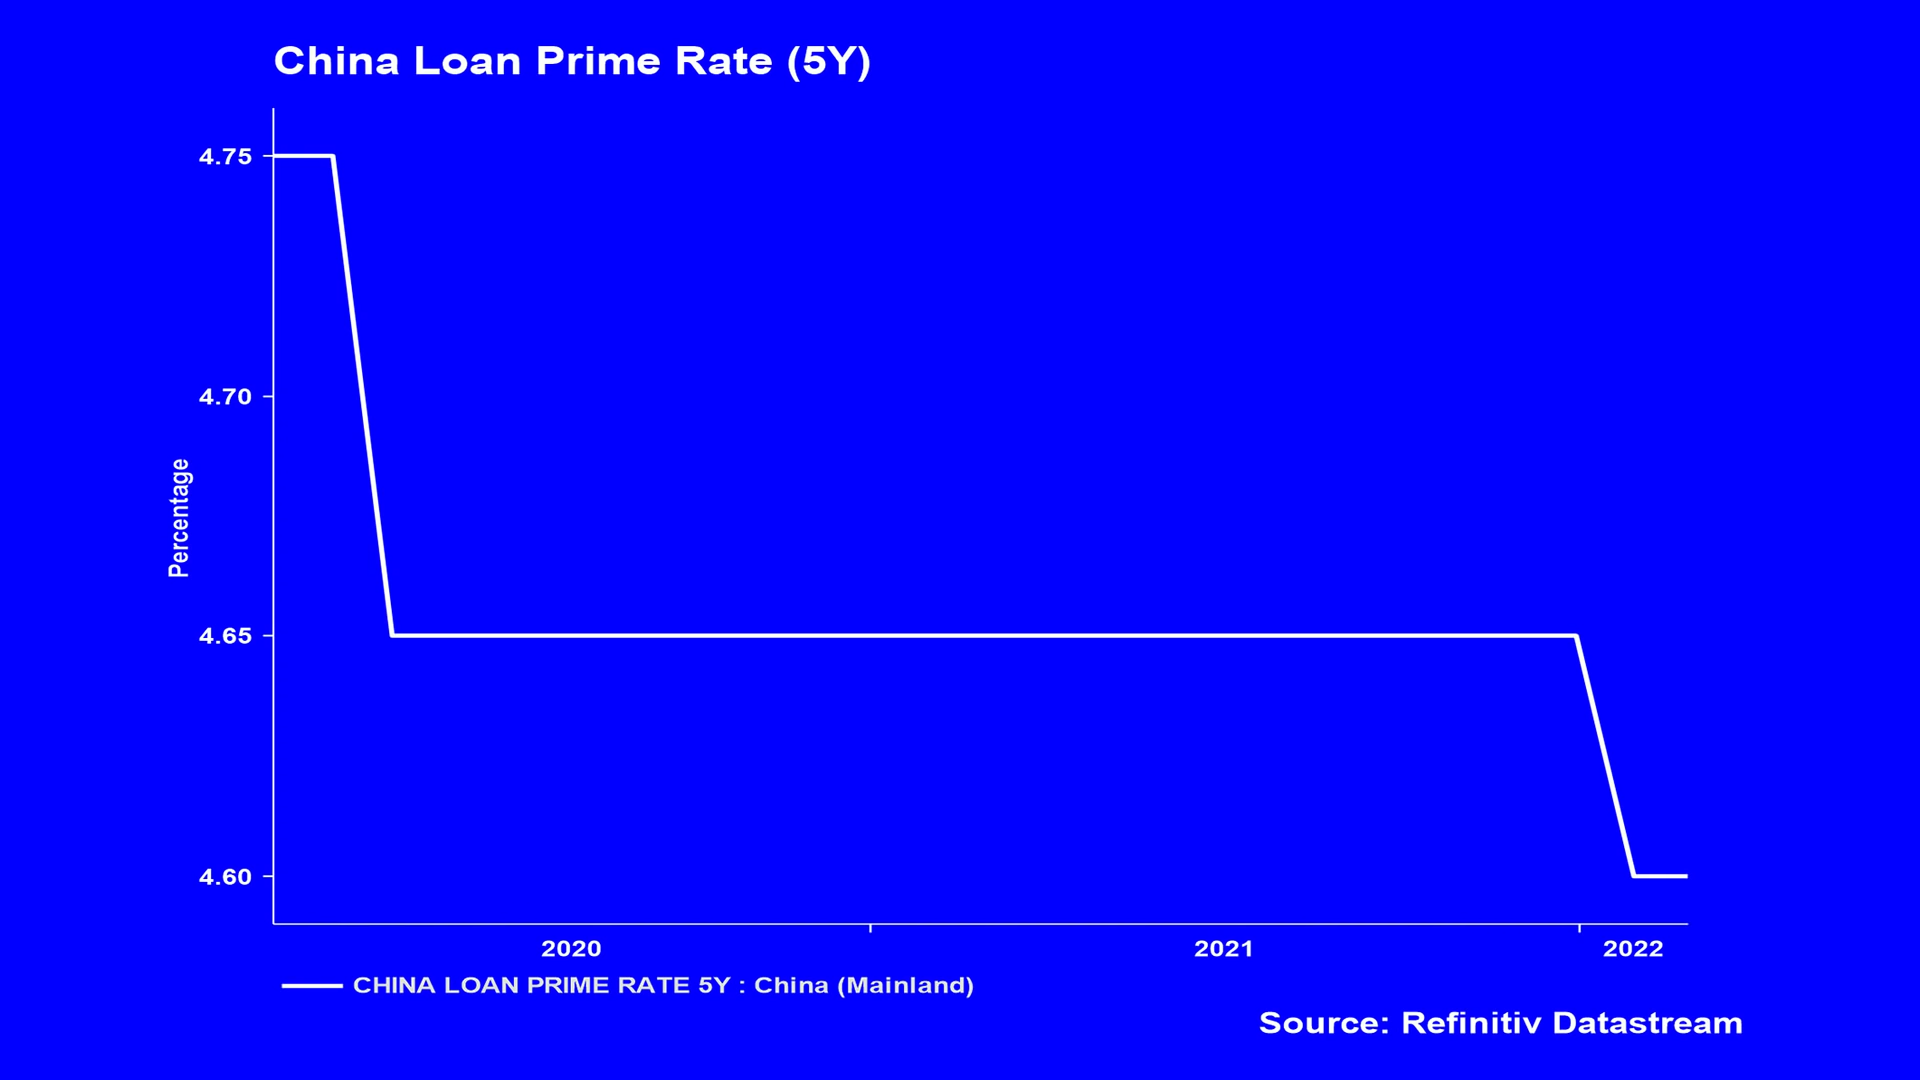 China Loan Prime Rate (5Y)
4.75
4.70
4.65
4.60
Percentage
2020 2021 2022
CHINA LOAN PRIME RATE 5Y : China (Mainland)
Source: Refinitiv Datastream